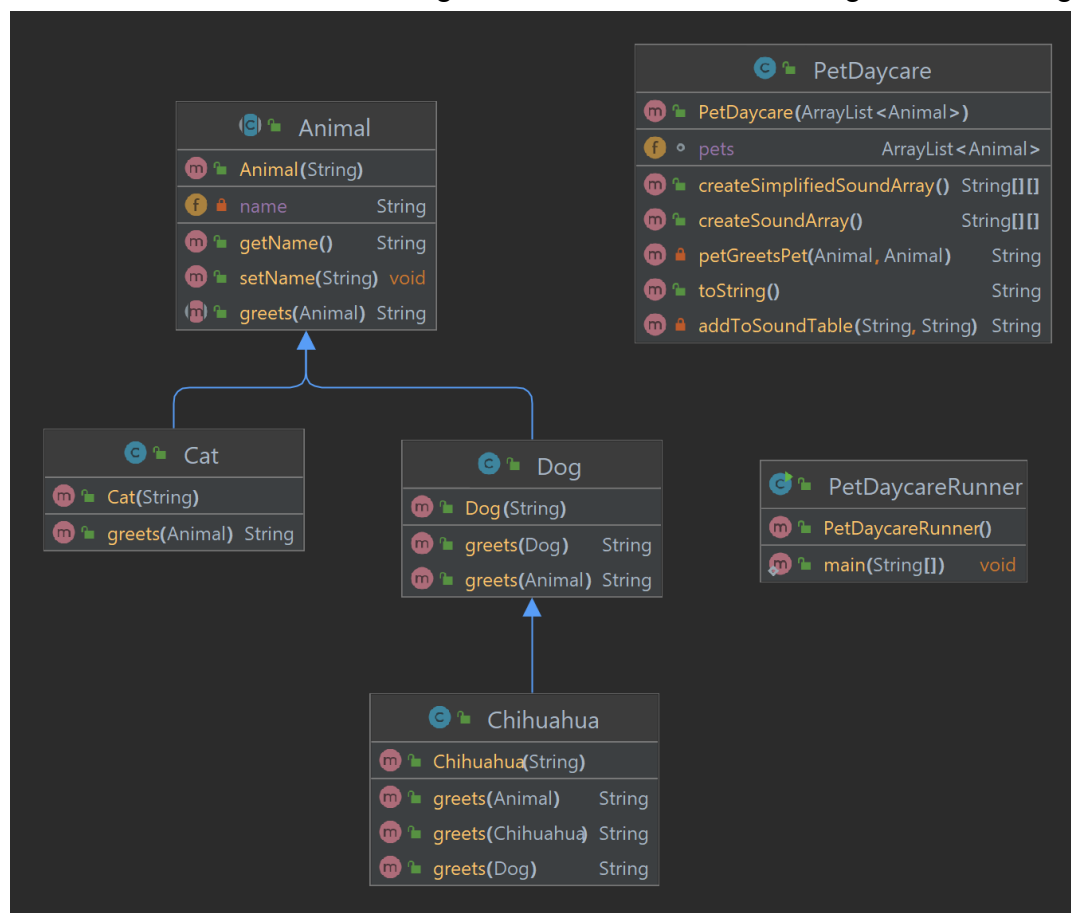 Animal
Animal(String)
name String
getName() String
setName(String) void
greets(Animal) String
PetDaycare
PetDaycare(ArrayList<Animal>)
pets ArrayList<Animal>
createSimplifiedSoundArray() String[][]
createSoundArray() String[][]
petGreetsPet(Animal, Animal) String
toString() String
addToSoundTable(String, String) String
Cat
Cat(String)
greets(Animal) String
Dog
Dog(String)
greets(Dog) String
greets(Animal) String
PetDaycareRunner
PetDaycareRunner()
main(String[]) void
Chihuahua
Chihuahua(String)
greets(Animal) String
greets(Chihuahua) String
greets(Dog) String